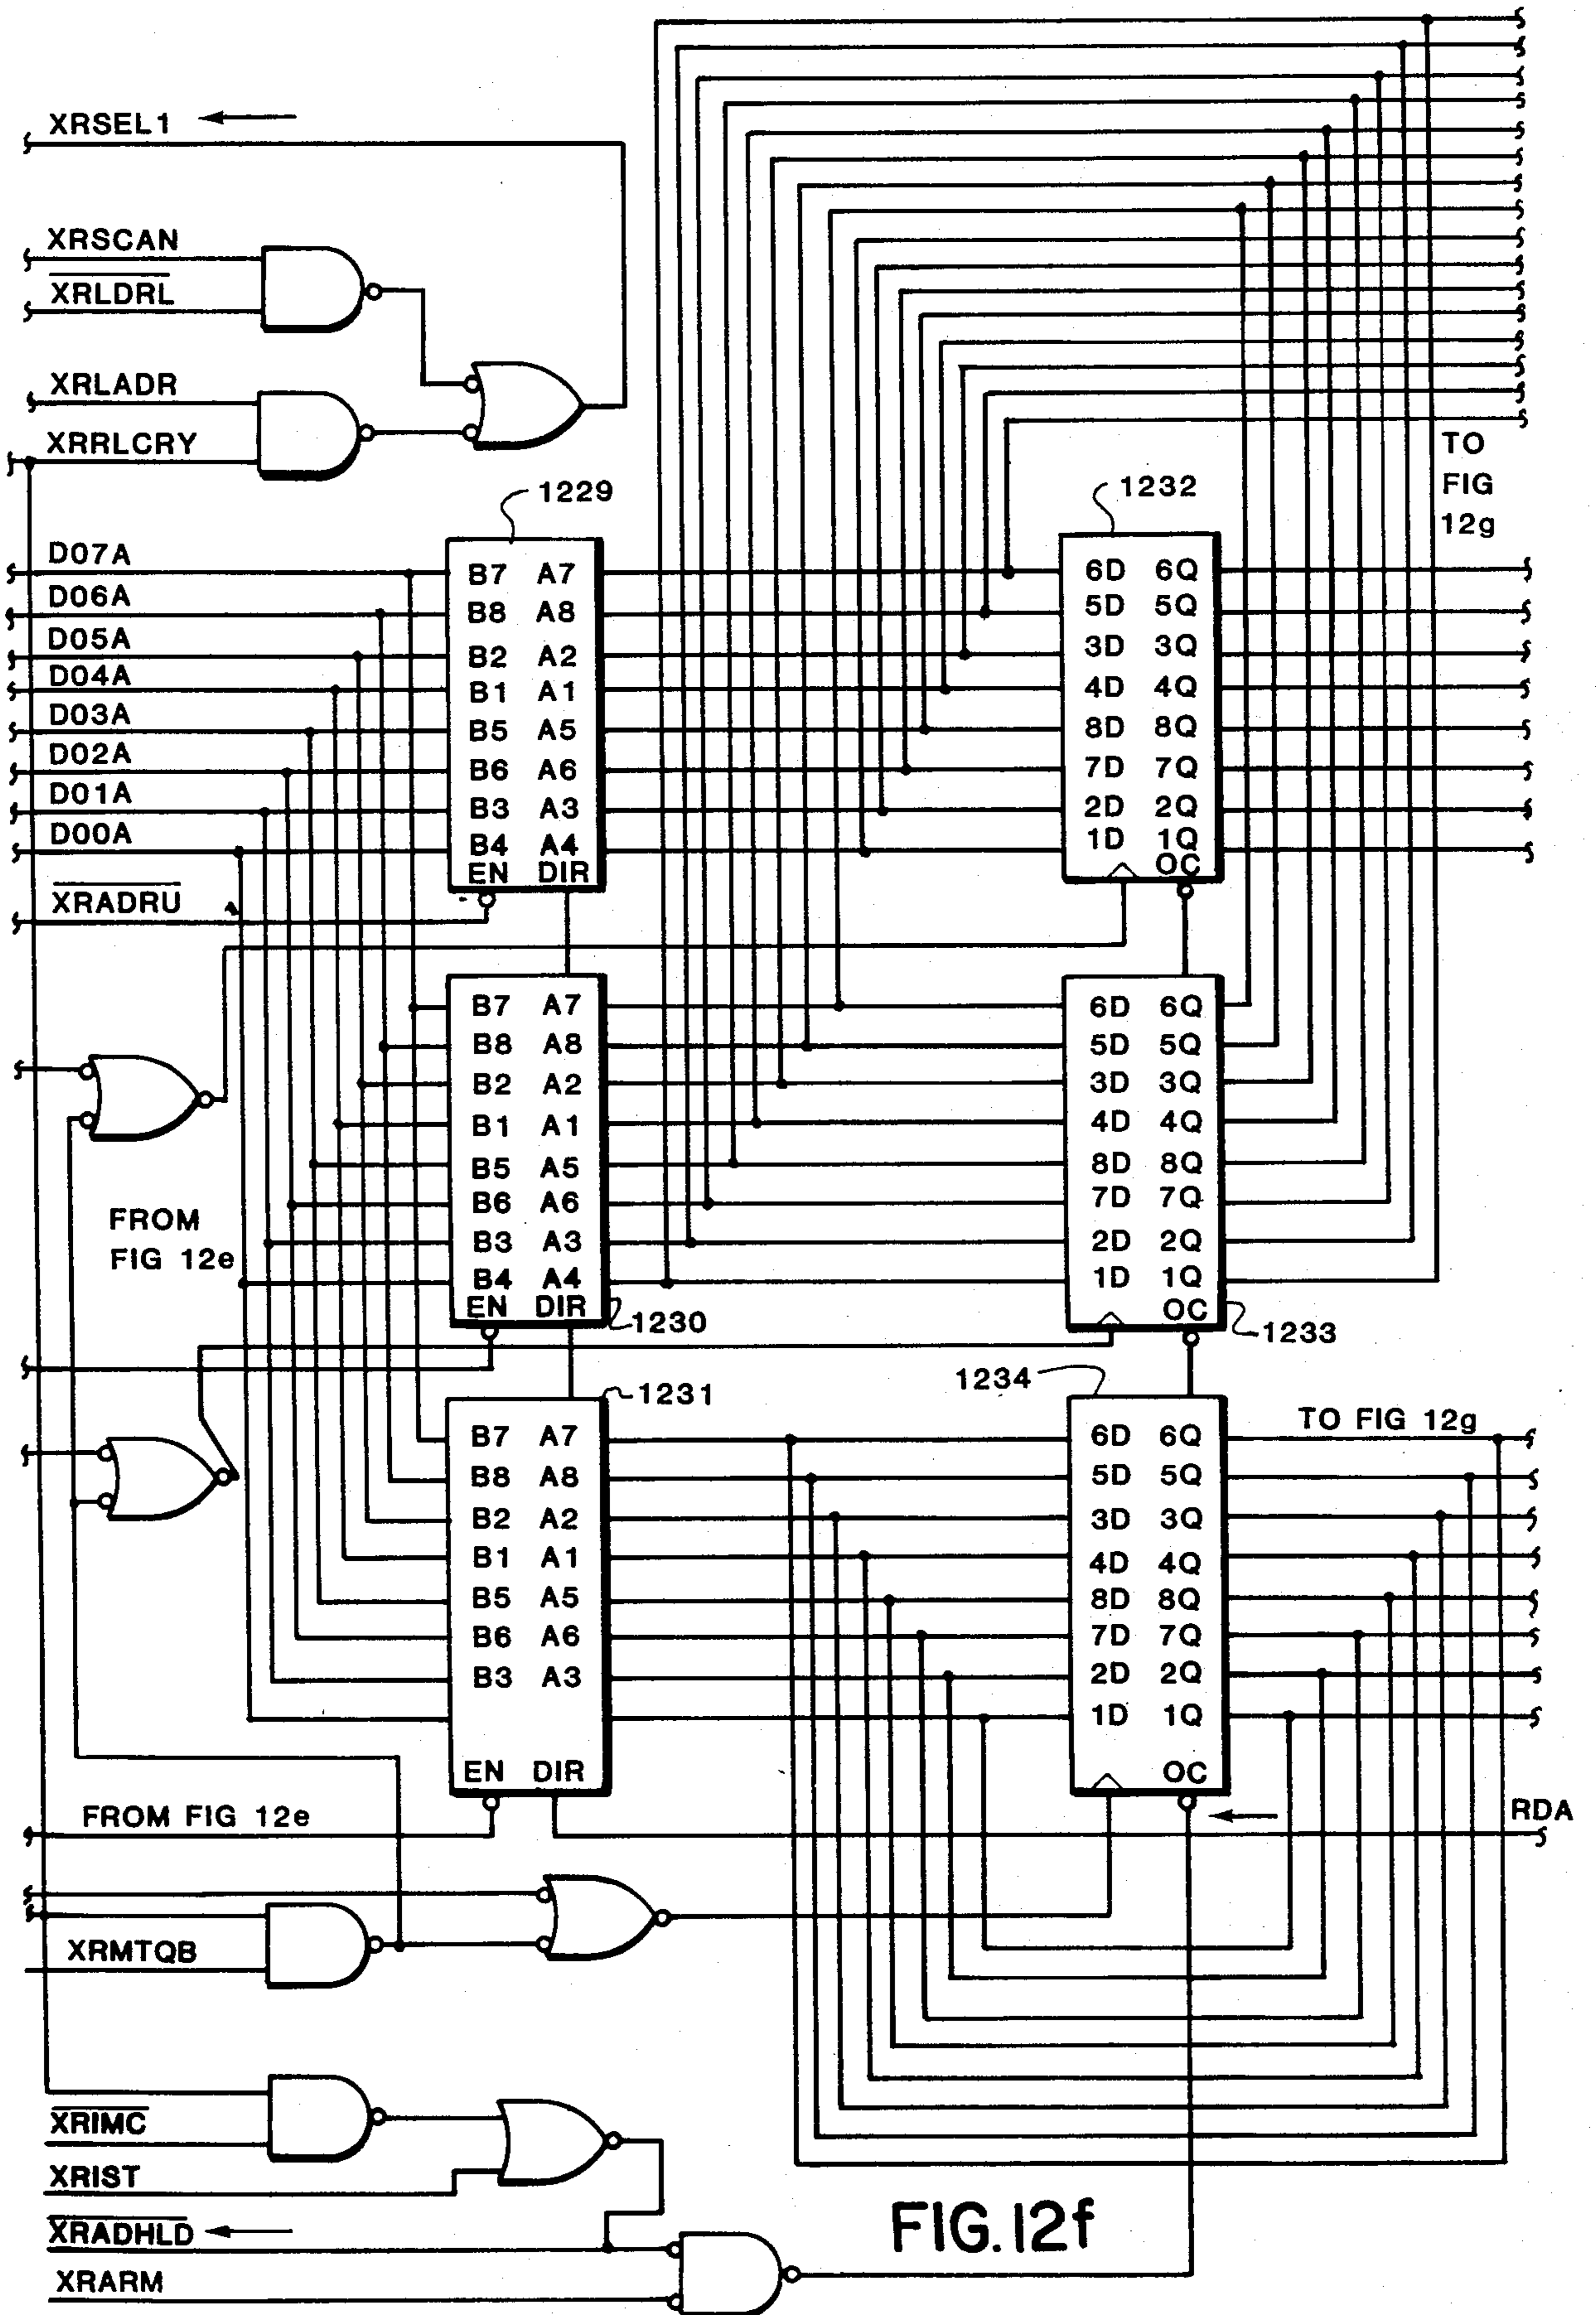 XRSEL1
XRSCAN
XRLDRL
XRLADR
XRRLCRY
TO
FIG
12g
1229
1232
D07A
D06A
D05A
D04A
D03A
D02A
D01A
D00A
XRADRU
B7 A7
B8 A8
B2 A2
B1 A1
B5 A5
B6 A6
B3 A3
B4 A4
EN DIR
6D 6Q
5D 5Q
3D 3Q
4D 4Q
8D 8Q
7D 7Q
2D 2Q
1D 1Q
OC
B7 A7
B8 A8
B2 A2
B1 A1
B5 A5
B6 A6
B3 A3
B4 A4
EN DIR
1230
6D 6Q
5D 5Q
3D 3Q
4D 4Q
8D 8Q
7D 7Q
2D 2Q
1D 1Q
OC
1233
FROM
FIG 12e
1231
1234
B7 A7
B8 A8
B2 A2
B1 A1
B5 A5
B6 A6
B3 A3
EN DIR
6D 6Q
5D 5Q
3D 3Q
4D 4Q
8D 8Q
7D 7Q
2D 2Q
1D 1Q
OC
TO FIG 12g
FROM FIG 12e
RDA
XRMTQB
XRIMC
XRIST
XRADHLD
XRARM
FIG.12f